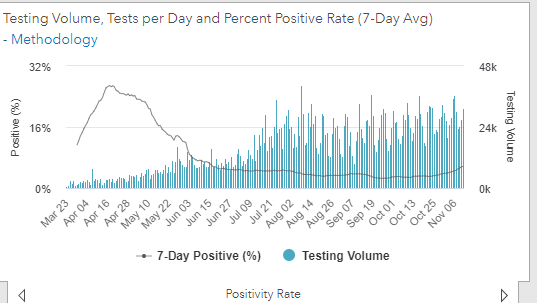 Testing Volume, Tests per Day and Percent Positive Rate (7-Day Avg)
- Methodology
32%
48k
16%
24k
0%
0k
Positive (%)
Testing Volume
Mar 23 Apr 04 Apr 16 Apr 28 May 10 May 22 Jun 03 Jun 15 Jun 27 Jul 09 Jul 21 Aug 02 Aug 14 Aug 26 Sep 07 Sep 19 Oct 01 Oct 13 Oct 25 Nov 06
7-Day Positive (%) Testing Volume
Positivity Rate